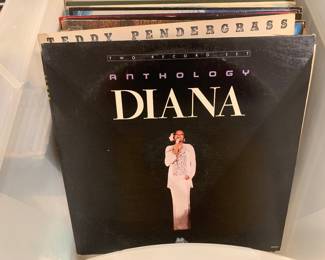 TEDDY PENDERGRASS
TWO RECORD SET
ANTHOLOGY
DIANA